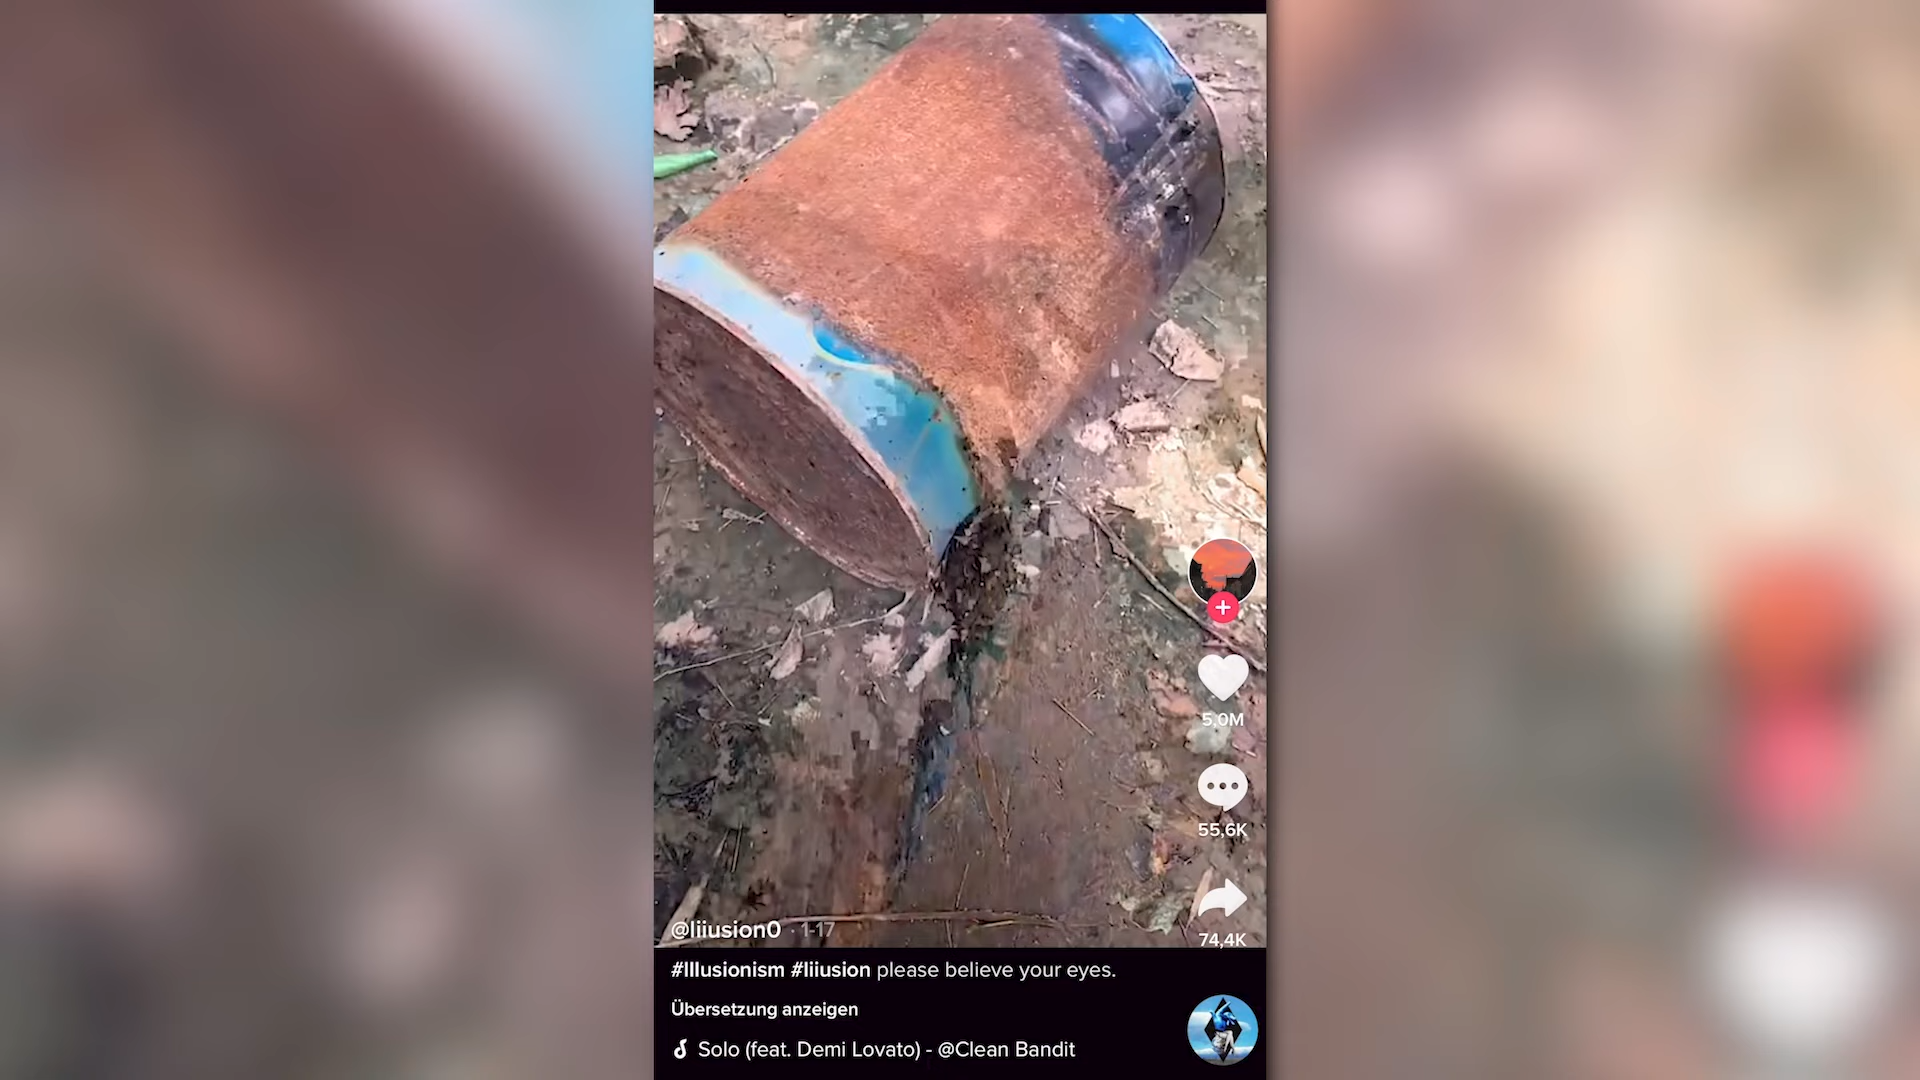 5,0M
55,6K
74,4K
@liiusion0 · 1-17
#Illusionism #liiusion please believe your eyes.
Übersetzung anzeigen
Solo (feat. Demi Lovato) - @Clean Bandit